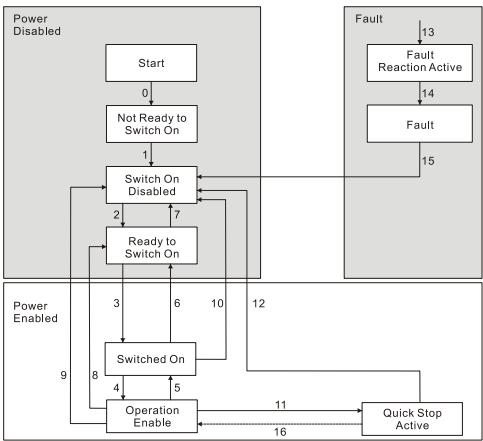 Power
Disabled
Fault
13
Start
Fault
Reaction Active
0
14
Not Ready to
Switch On
Fault
1
15
Switch On
Disabled
2
7
Ready to
Switch On
3
6
10
12
Power
Enabled
Switched On
9
8
4
5
Operation
Enable
11
16
Quick Stop
Active